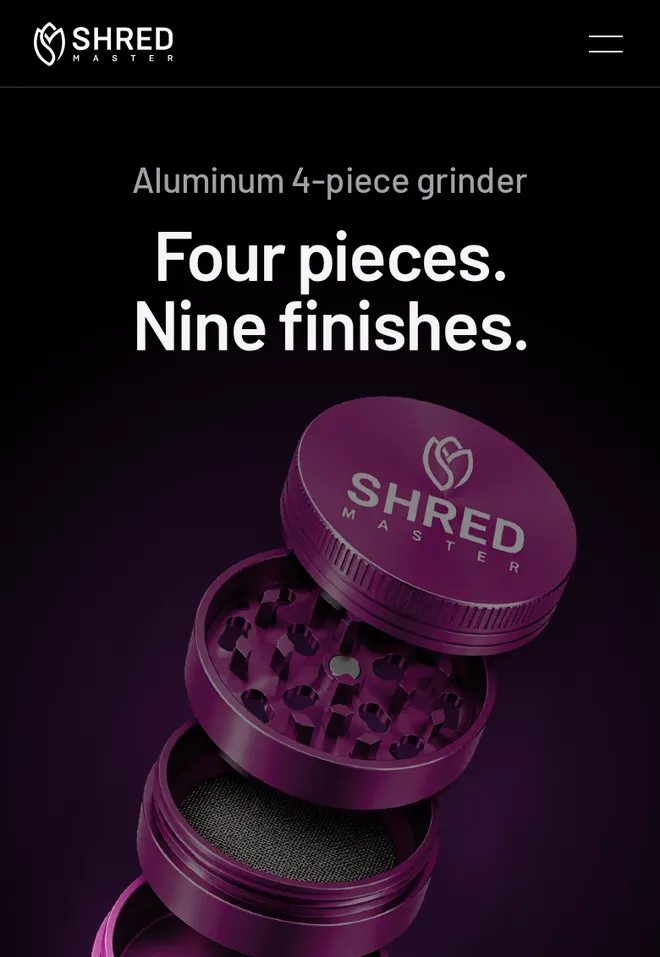 SHRED
MASTER
Aluminum 4-piece grinder
Four pieces.
Nine finishes.
SHRED
MASTER